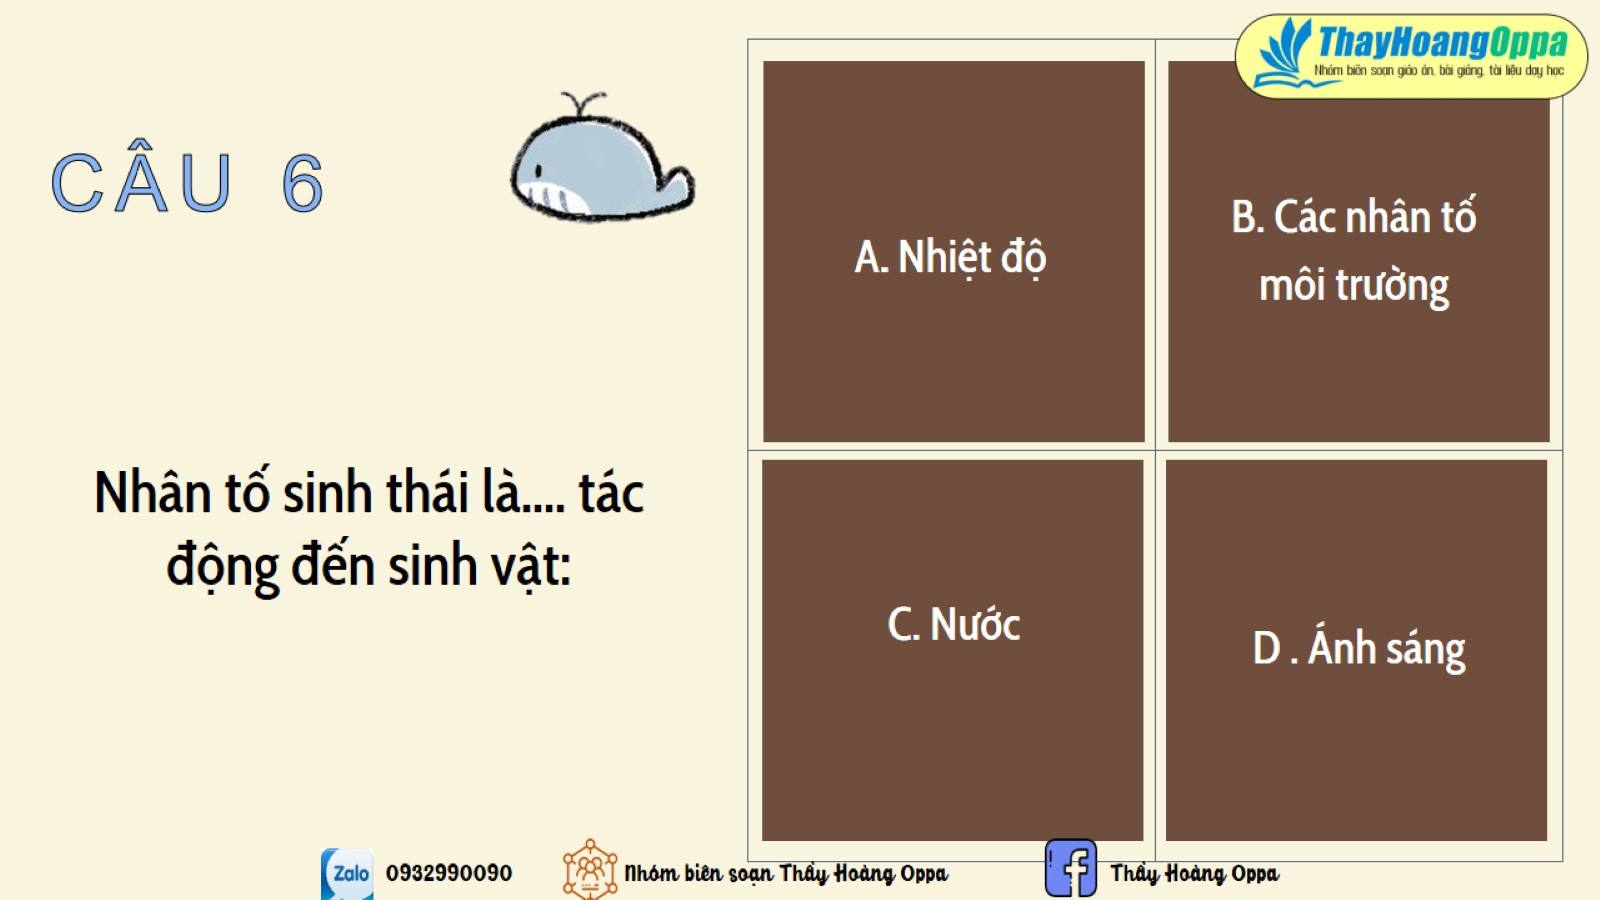 ThayHoangOppa
Nhóm biên soạn giáo án, bài giảng, tài liệu dạy học
CÂU 6
Nhân tố sinh thái là.... tác
động đến sinh vật:
A. Nhiệt độ
B. Các nhân tố
môi trường
C. Nước
D . Ánh sáng
Zalo
0932990090
Nhóm biên soạn Thầy Hoàng Oppa
Thầy Hoàng Oppa